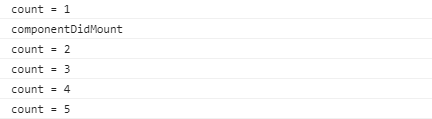 count = 1
componentDidMount
count = 2
count = 3
count = 4
count = 5